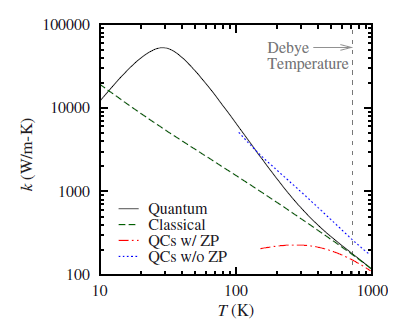 100000
10000
1000
100
k (W/m-K)
Debye
Temperature
Quantum
Classical
QCs w/ ZP
QCs w/o ZP
10
100
1000
T (K)